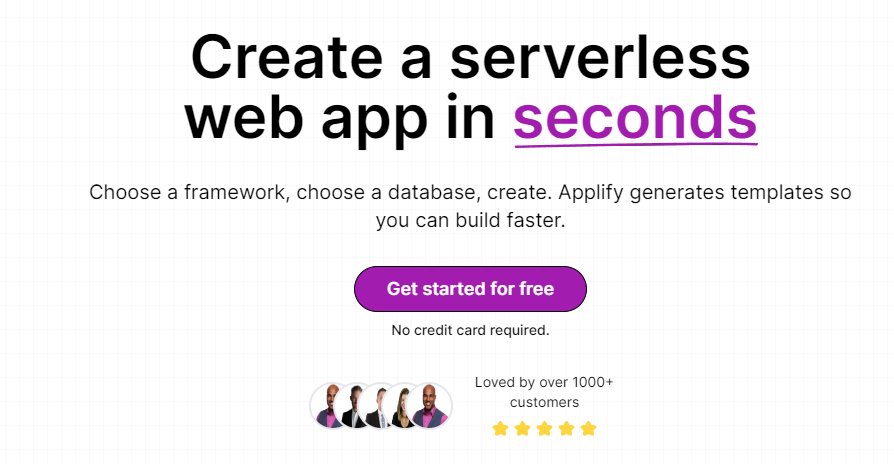 Create a serverless
web app in seconds
Choose a framework, choose a database, create. Applify generates templates so
you can build faster.
Get started for free
No credit card required.
Loved by over 1000+
customers